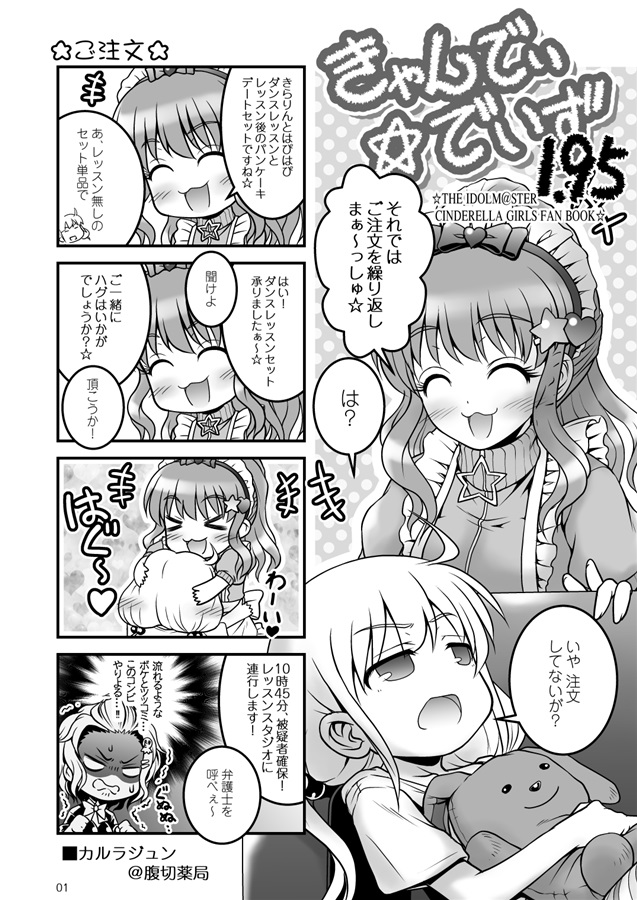 きゃんでぃ
☆でいず
1.95
☆THE IDOLM@STER
CINDERELLA GIRLS FAN BOOK☆
それでは
ご注文を繰り返し
まぁ～っしゅ☆
は？
いや 注文
してないが？
☆ご注文☆
きらりんとはぴはぴ
ダンスレッスンと
レッスン後のパンケーキ
デートセットですね☆
あ、レッスン無しの
セット単品で
はい！
ダンスレッスンセット
承りましたぁ～☆
聞けよ
ご一緒に
ハグはいかが
でしょうか？☆
頂こうか！
はぐ～♥
わーい♥
10時45分、被疑者確保！
レッスンスタジオに
連行します！
弁護士を
呼べぇ～
流れるような
ボケとツッコミ…
このコンビ
やりよる…!!
ぐぬぬ…
■カルラジュン
@腹切薬局
01